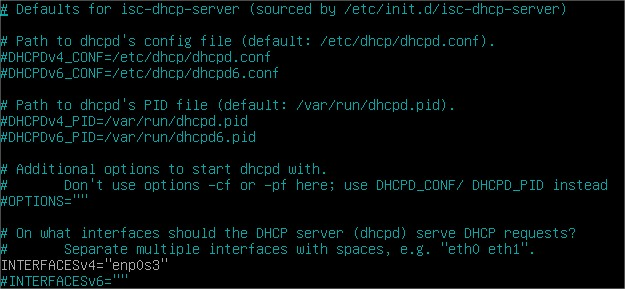 # Defaults for isc-dhcp-server (sourced by /etc/init.d/isc-dhcp-server)
# Path to dhcpd's config file (default: /etc/dhcp/dhcpd.conf).
#DHCPDv4_CONF=/etc/dhcp/dhcpd.conf
#DHCPDv6_CONF=/etc/dhcp/dhcpd6.conf
# Path to dhcpd's PID file (default: /var/run/dhcpd.pid).
#DHCPDv4_PID=/var/run/dhcpd.pid
#DHCPDv6_PID=/var/run/dhcpd6.pid
# Additional options to start dhcpd with.
#       Don't use options -cf or -pf here; use DHCPD_CONF/ DHCPD_PID instead
#OPTIONS=""
# On what interfaces should the DHCP server (dhcpd) serve DHCP requests?
#       Separate multiple interfaces with spaces, e.g. "eth0 eth1".
INTERFACESv4="enp0s3"
#INTERFACESv6=""